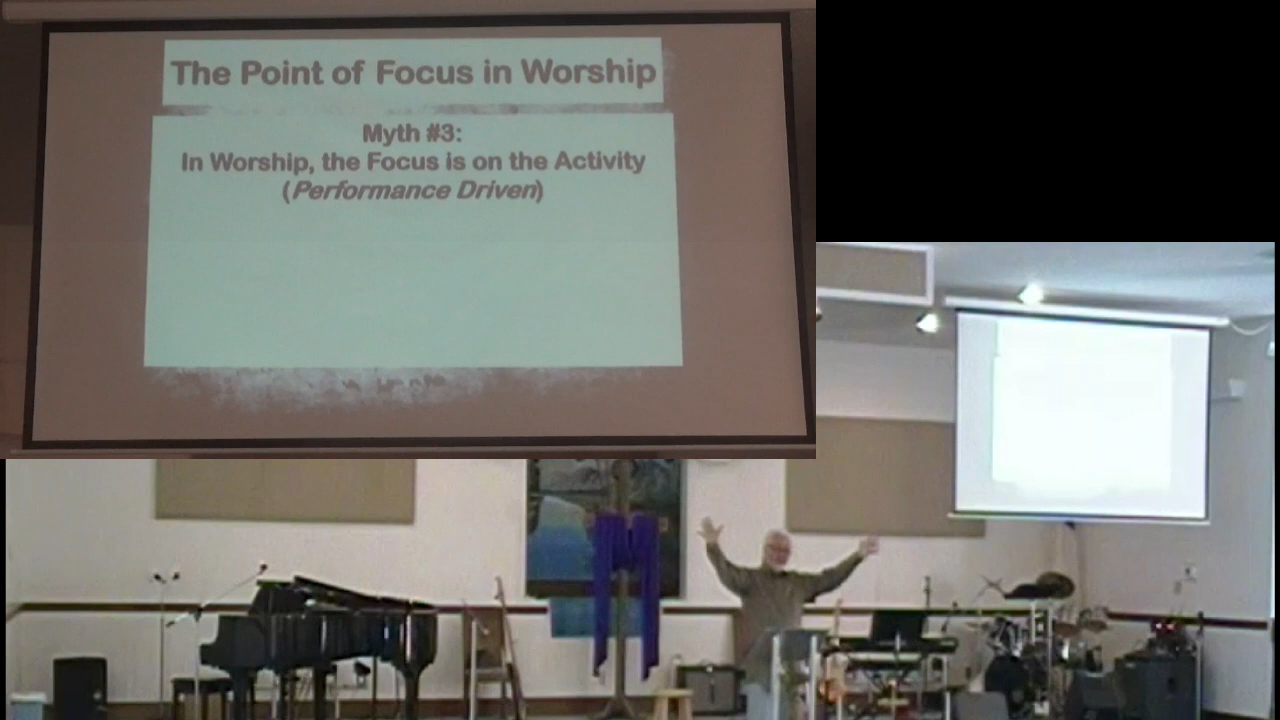 The Point of Focus in Worship
Myth #3:
In Worship, the Focus is on the Activity
(Performance Driven)